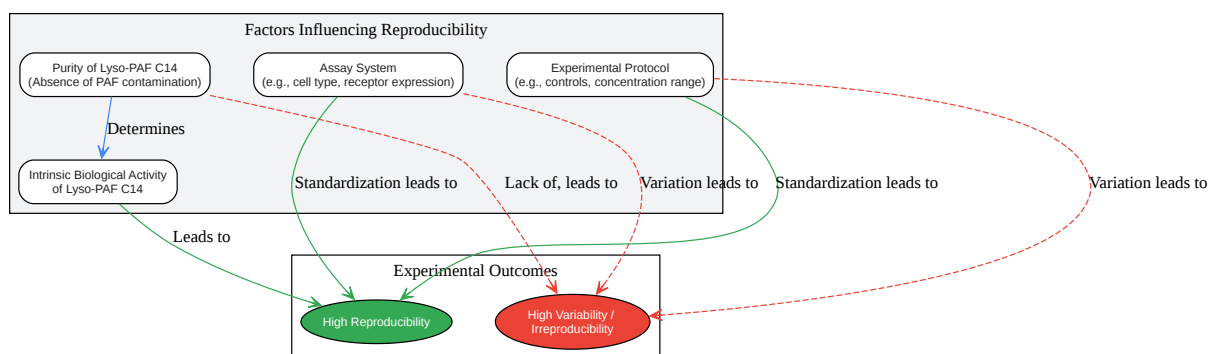 Factors Influencing Reproducibility
Purity of Lyso-PAF C14
(Absence of PAF contamination)
Assay System
(e.g., cell type, receptor expression)
Experimental Protocol
(e.g., controls, concentration range)
Determines
Intrinsic Biological Activity
of Lyso-PAF C14
Standardization leads to
Lack of, leads to
Variation leads to
Standardization leads to
Variation leads to
Leads to
Experimental Outcomes
High Reproducibility
High Variability /
Irreproducibility